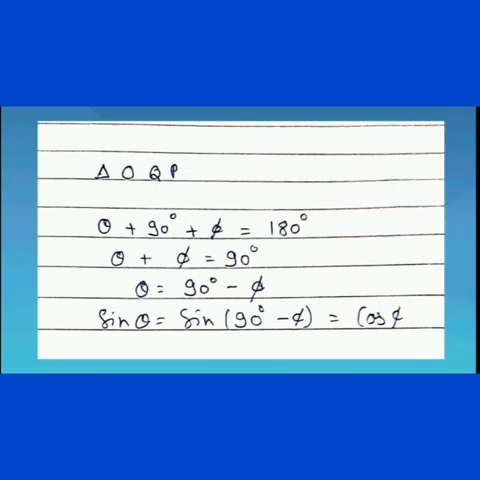 Δ O Q P
θ + 90° + ϕ = 180°
θ + ϕ = 90°
θ = 90° - ϕ
Sin θ = Sin (90° - ϕ) = Cos ϕ